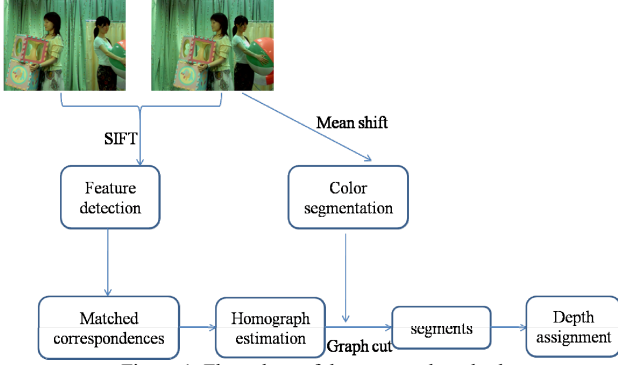 SIFT
Mean shift
Feature
detection
Color
segmentation
Matched
correspondences
Homograph
estimation
Graph cut
segments
Depth
assignment